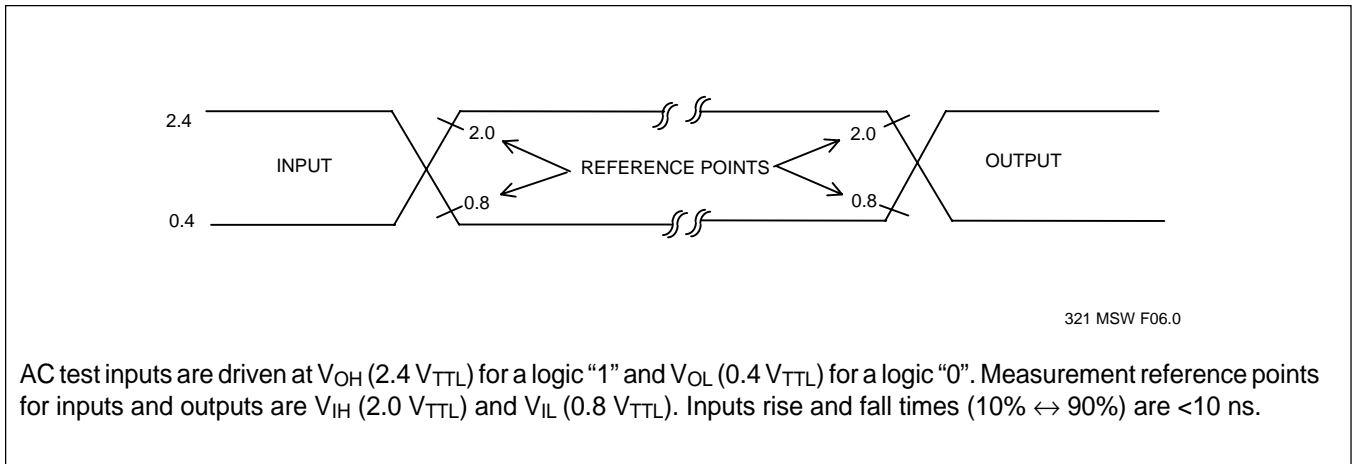 2.4
2.0
2.0
INPUT
REFERENCE POINTS
OUTPUT
0.8
0.8
0.4
321 MSW F06.0
AC test inputs are driven at VOH (2.4 VTTL) for a logic “1” and VOL (0.4 VTTL) for a logic “0”. Measurement reference points
for inputs and outputs are VIH (2.0 VTTL) and VIL (0.8 VTTL). Inputs rise and fall times (10% ↔ 90%) are <10 ns.